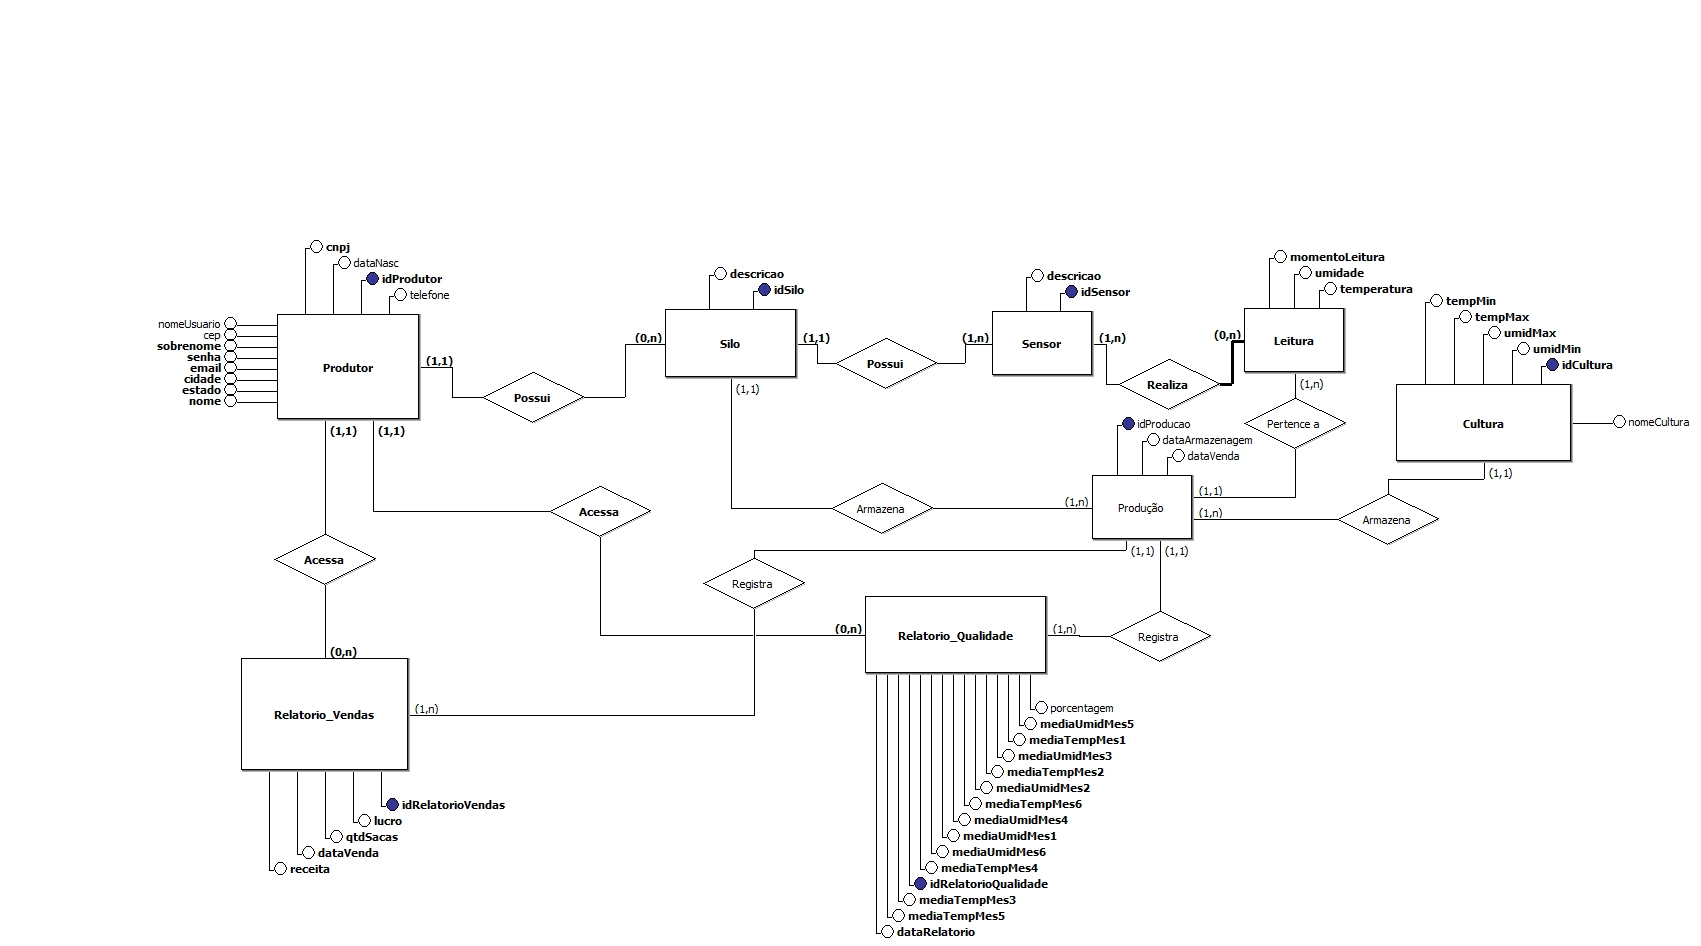 cnpj
dataNasc
idProdutor
telefone
nomeUsuario
cep
sobrenome
senha
email
cidade
estado
nome
Produtor
(1,1)
(1,1)
(1,1)
Possui
(0,n)
descricao
idSilo
Silo
(1,1)
(1,1)
Possui
(1,n)
descricao
idSensor
Sensor
(1,n)
Realiza
(0,n)
momentoLeitura
umidade
temperatura
Leitura
(1,n)
Pertence a
tempMin
tempMax
umidMax
umidMin
idCultura
Cultura
nomeCultura
(1,1)
Armazena
idProducao
dataArmazenagem
dataVenda
Produção
(1,1)
(1,n)
(1,n)
(1,1)
(1,1)
Armazena
Acessa
Acessa
Registra
Registra
(0,n)
Relatorio_Qualidade
(1,n)
(0,n)
Relatorio_Vendas
(1,n)
idRelatorioVendas
lucro
qtdSacas
dataVenda
receita
porcentagem
mediaUmidMes5
mediaTempMes1
mediaUmidMes3
mediaTempMes2
mediaUmidMes2
mediaTempMes6
mediaUmidMes4
mediaUmidMes1
mediaUmidMes6
mediaTempMes4
idRelatorioQualidade
mediaTempMes3
mediaTempMes5
dataRelatorio